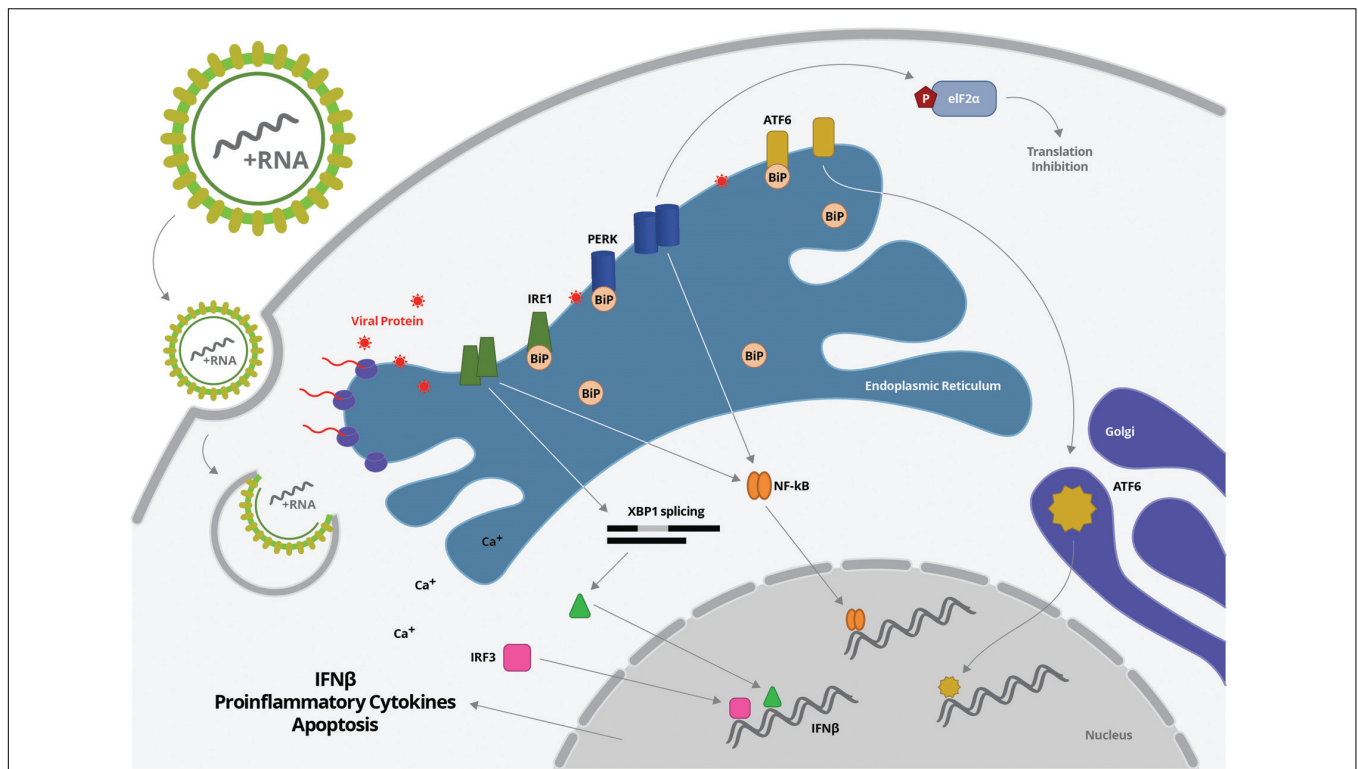 +RNA
P
eIF2α
Translation
Inhibition
ATF6
BiP
BiP
PERK
BiP
+RNA
Viral Protein
IRE1
BiP
BiP
BiP
Endoplasmic Reticulum
Golgi
ATF6
NF-kB
+RNA
XBP1 splicing
Ca+
Ca+
Ca+
IRF3
IFNβ
Proinflammary Cytokines
Apoptosis
IFNβ
Nucleus